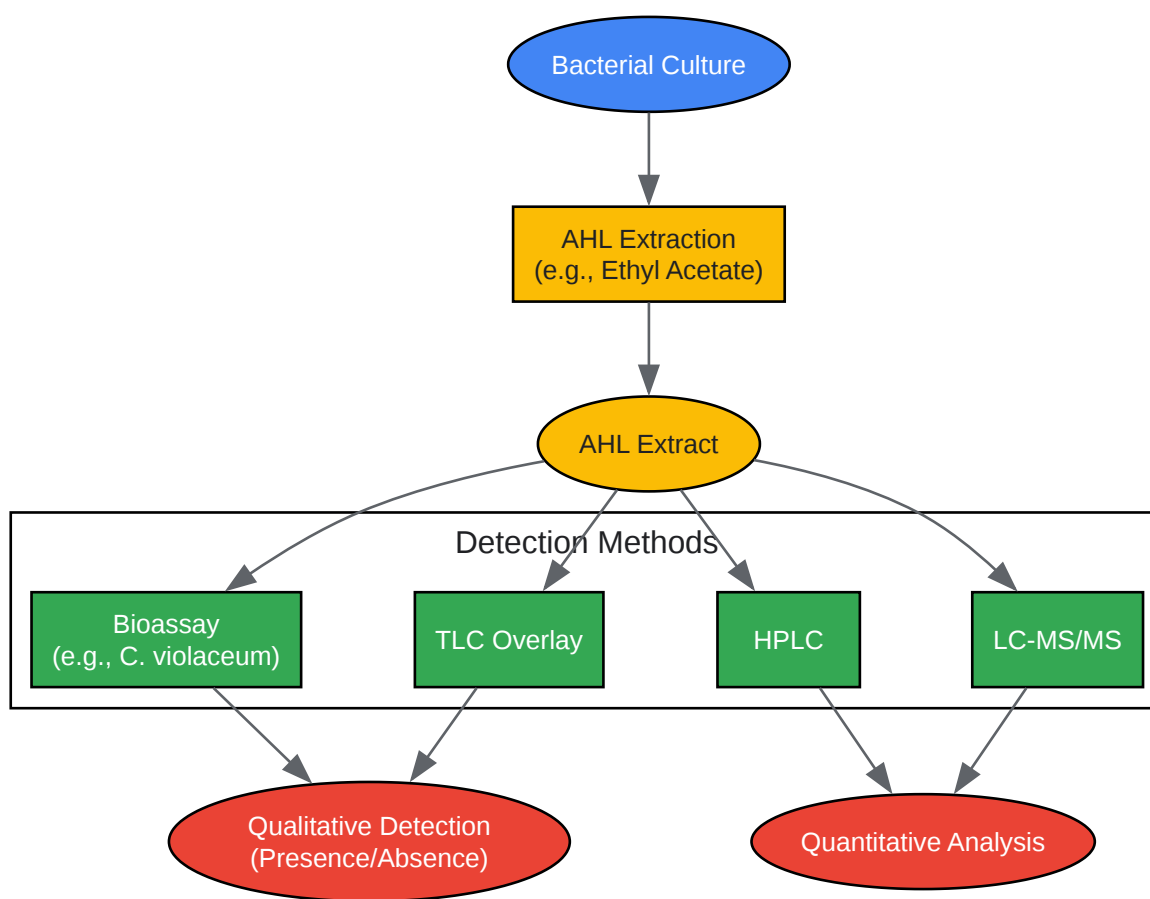 Bacterial Culture
AHL Extraction
(e.g., Ethyl Acetate)
AHL Extract
Detection Methods
Bioassay
(e.g., C. violaceum)
TLC Overlay
HPLC
LC-MS/MS
Qualitative Detection
(Presence/Absence)
Quantitative Analysis